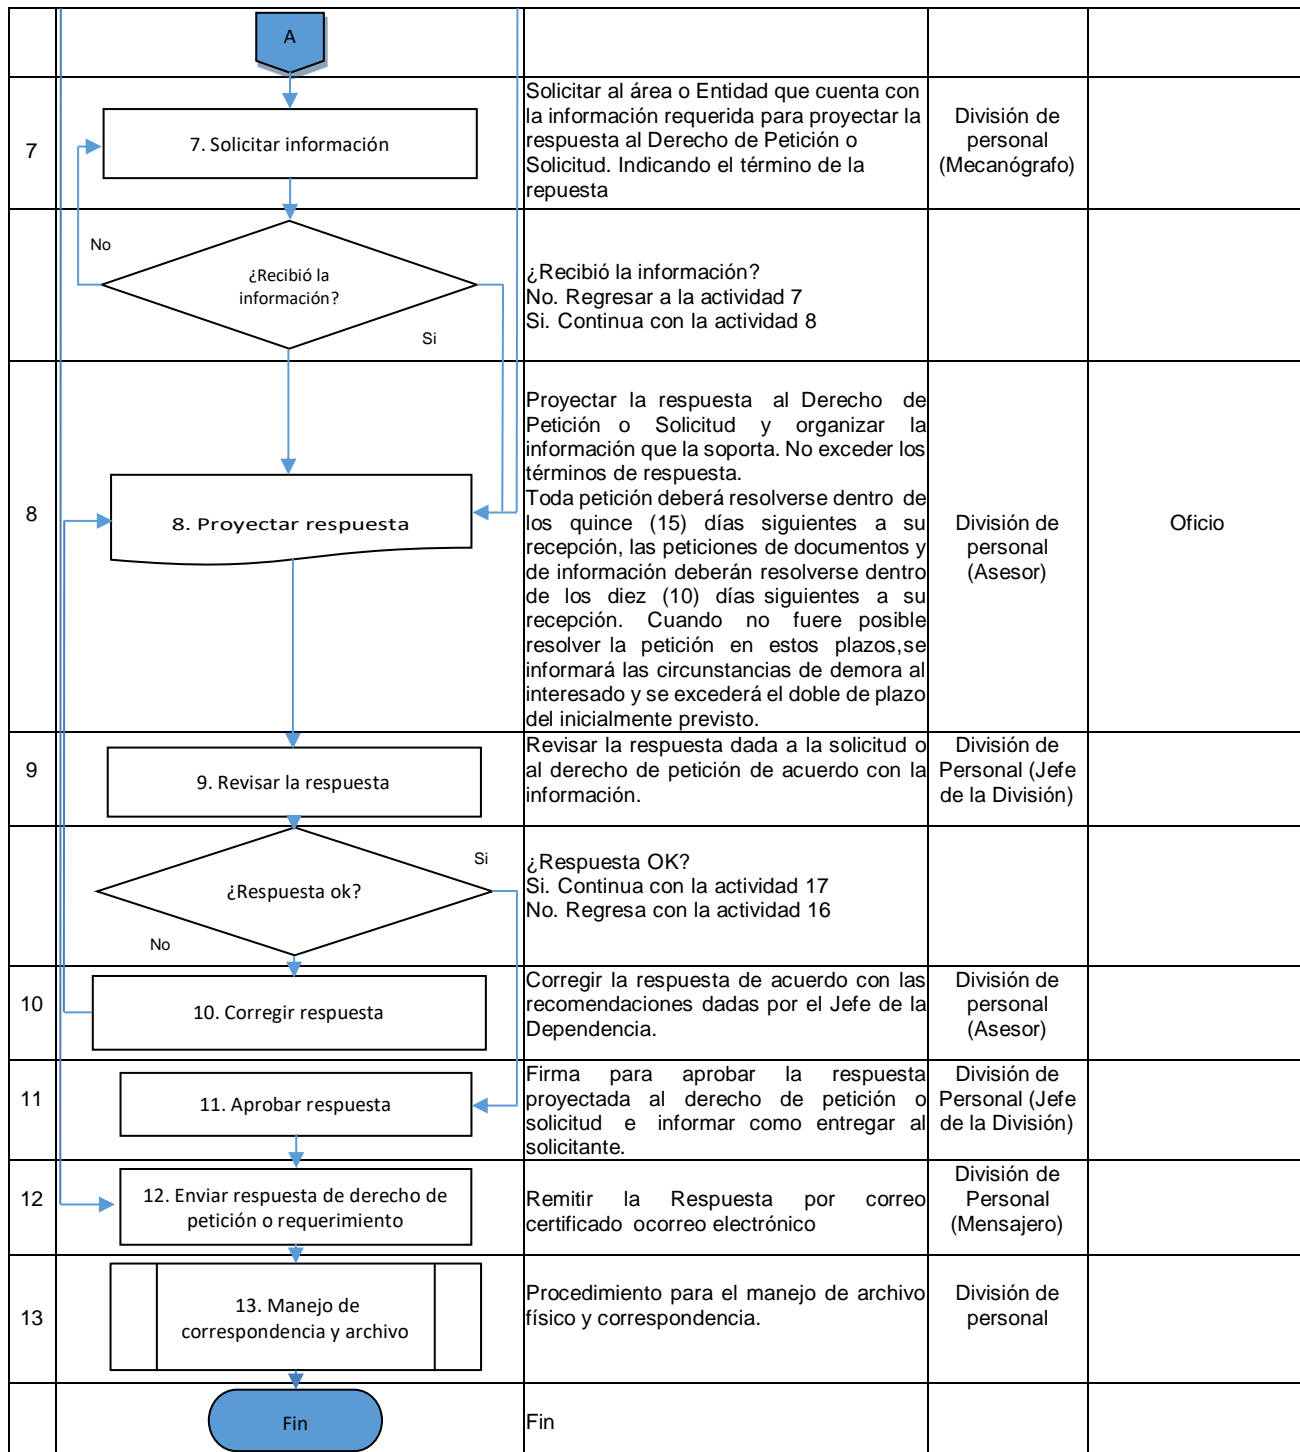 A
7
7. Solicitar información
Solicitar al área o Entidad que cuenta con
la información requerida para proyectar la
respuesta al Derecho de Petición o
Solicitud. Indicando el término de la
repuesta
División de
personal
(Mecanógrafo)
No
¿Recibió la
información?
Si
¿Recibió la información?
No. Regresar a la actividad 7
Si. Continua con la actividad 8
8
8. Proyectar respuesta
Proyectar la respuesta al Derecho de
Petición o Solicitud y organizar la
información que la soporta. No exceder los
términos de respuesta.
Toda petición deberá resolverse dentro de
los quince (15) días siguientes a su
recepción, las peticiones de documentos y
de información deberán resolverse dentro
de los diez (10) días siguientes a su
recepción. Cuando no fuere posible
resolver la petición en estos plazos,se
informará las circunstancias de demora al
interesado y se excederá el doble de plazo
del inicialmente previsto.
División de
personal
(Asesor)
Oficio
9
9. Revisar la respuesta
Revisar la respuesta dada a la solicitud o
al derecho de petición de acuerdo con la
información.
División de
Personal (Jefe
de la División)
Si
¿Respuesta ok?
No
¿Respuesta OK?
Si. Continua con la actividad 17
No. Regresa con la actividad 16
10
10. Corregir respuesta
Corregir la respuesta de acuerdo con las
recomendaciones dadas por el Jefe de la
Dependencia.
División de
personal
(Asesor)
11
11. Aprobar respuesta
Firma para aprobar la respuesta
proyectada al derecho de petición o
solicitud e informar como entregar al
solicitante.
División de
Personal (Jefe
de la División)
12
12. Enviar respuesta de derecho de
petición o requerimiento
Remitir la Respuesta por correo
certificado ocorreo electrónico
División de
Personal
(Mensajero)
13
13. Manejo de
correspondencia y archivo
Procedimiento para el manejo de archivo
físico y correspondencia.
División de
personal
Fin
Fin